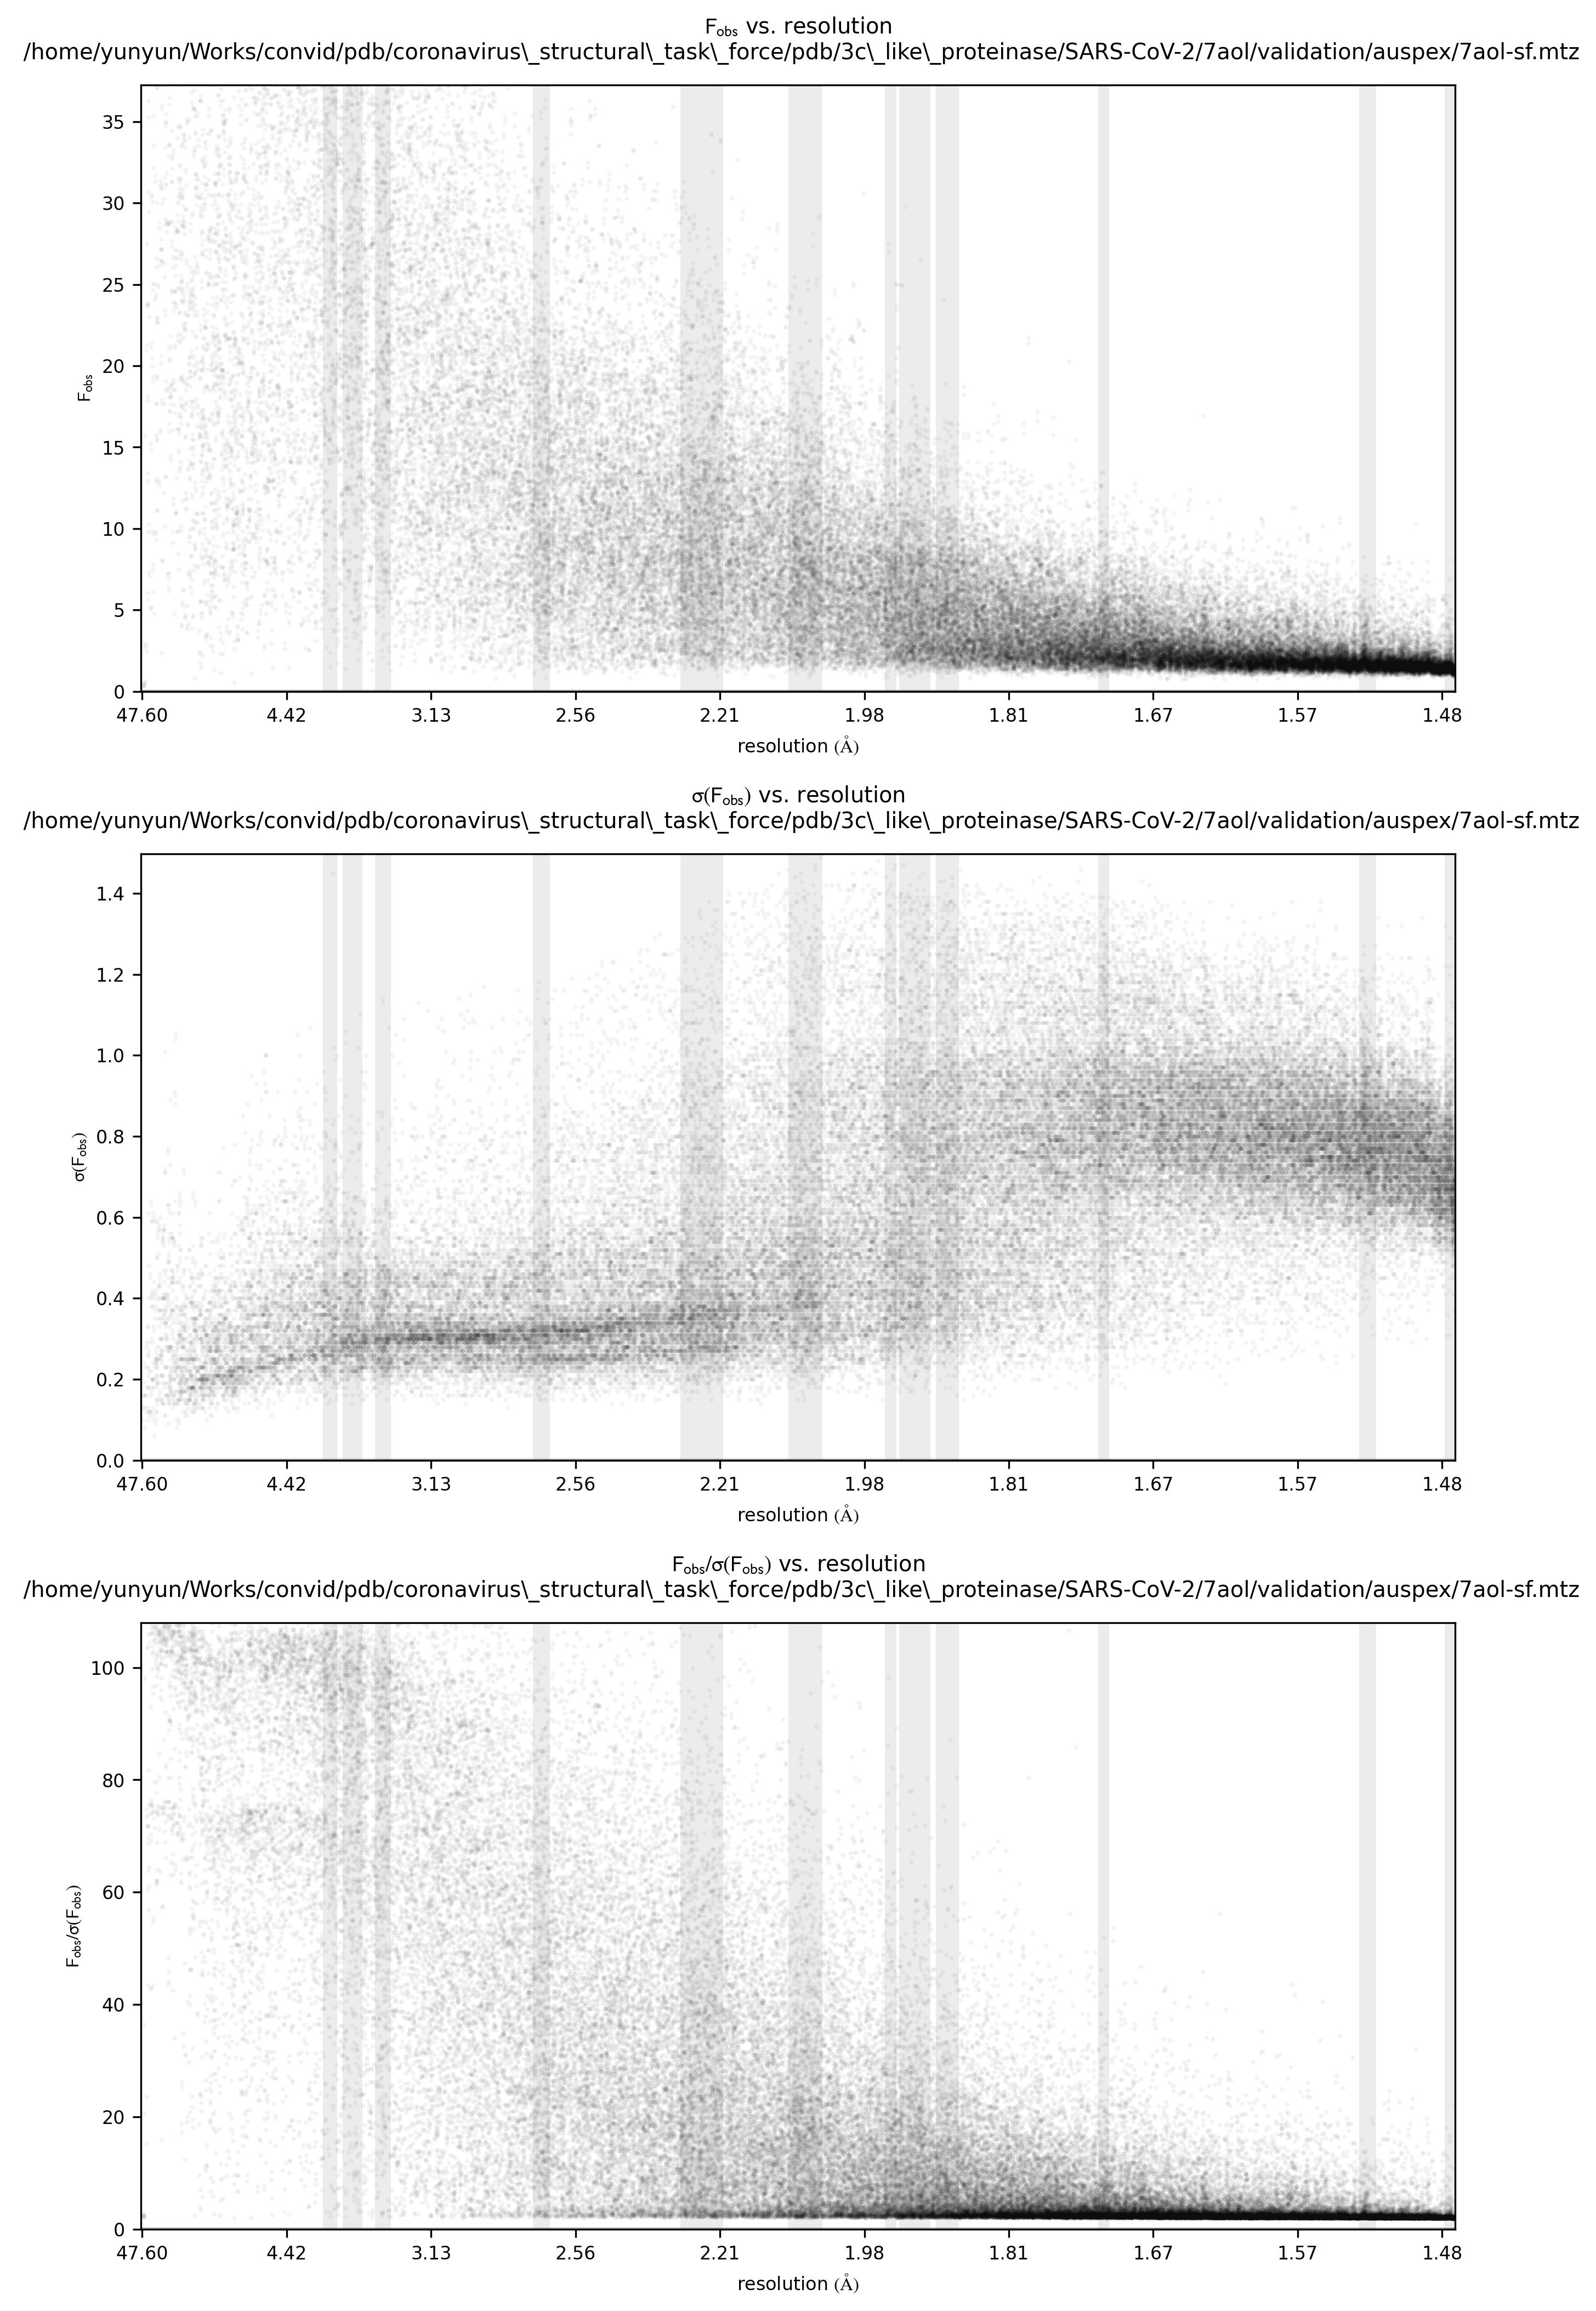 Fobs vs. resolution
/home/yunyun/Works/convid/pdb/coronavirus\_structural\_task\_force/pdb/3c\_like\_proteinase/SARS-CoV-2/7aol/validation/auspex/7aol-sf.mtz
35
30
25
20
15
10
5
0
Fobs
47.60 4.42 3.13 2.56 2.21 1.98 1.81 1.67 1.57 1.48
resolution (Å)
σ(Fobs) vs. resolution
/home/yunyun/Works/convid/pdb/coronavirus\_structural\_task\_force/pdb/3c\_like\_proteinase/SARS-CoV-2/7aol/validation/auspex/7aol-sf.mtz
1.4
1.2
1.0
0.8
0.6
0.4
0.2
0.0
σ(Fobs)
47.60 4.42 3.13 2.56 2.21 1.98 1.81 1.67 1.57 1.48
resolution (Å)
Fobs/σ(Fobs) vs. resolution
/home/yunyun/Works/convid/pdb/coronavirus\_structural\_task\_force/pdb/3c\_like\_proteinase/SARS-CoV-2/7aol/validation/auspex/7aol-sf.mtz
100
80
60
40
20
0
Fobs/σ(Fobs)
47.60 4.42 3.13 2.56 2.21 1.98 1.81 1.67 1.57 1.48
resolution (Å)